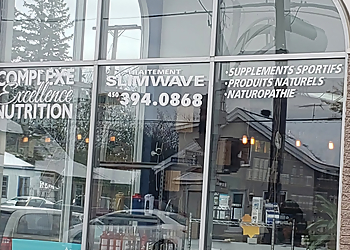 COMPLEXE
Excellence
NUTRITION
TRAITEMENT
SLIMWAVE
450 394.0868
· SUPPLEMENTS SPORTIFS
· PRODUITS NATURELS
· NATUROPATHIE